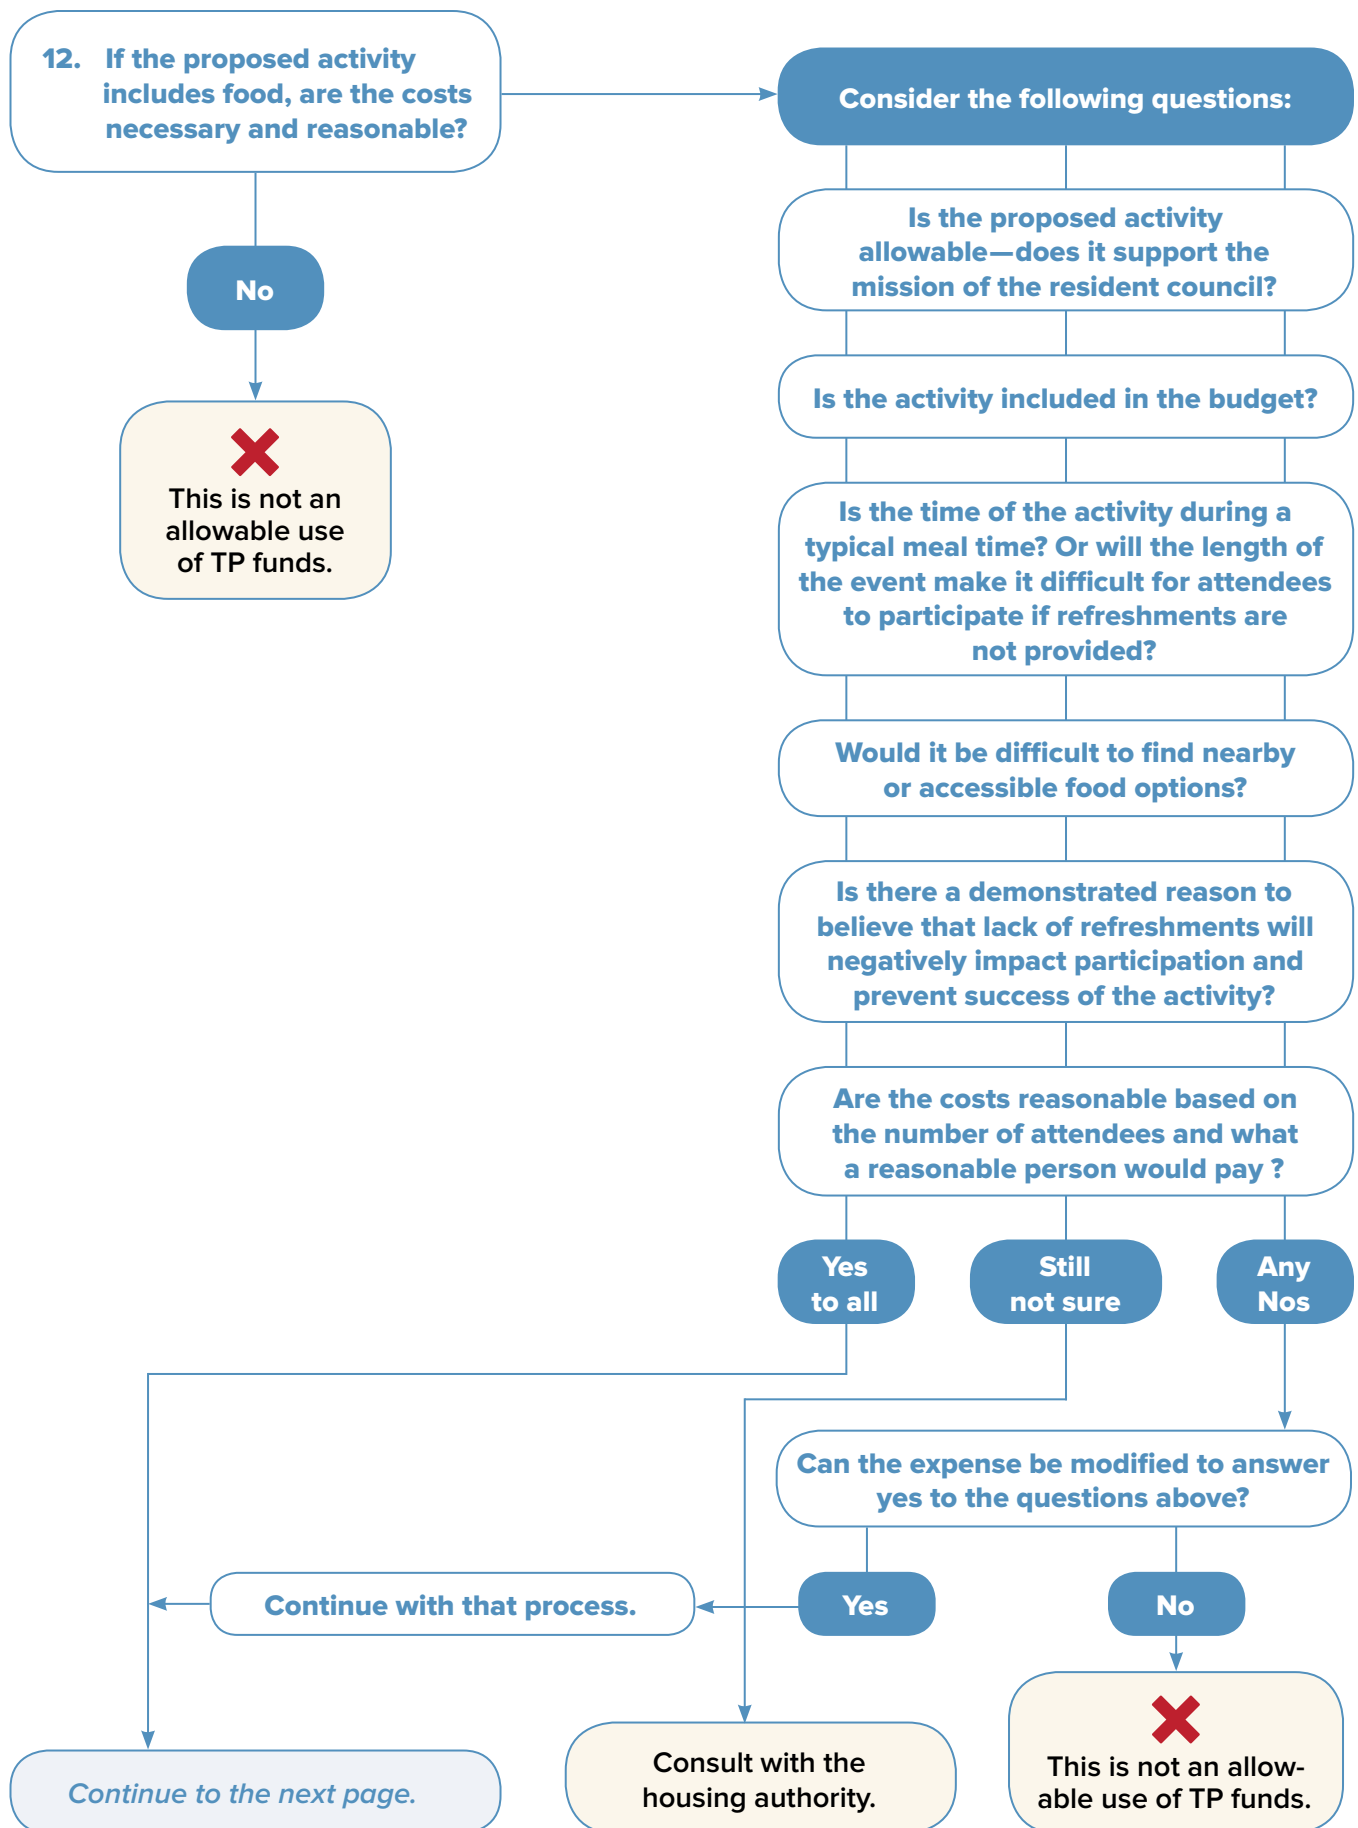 12. If the proposed activity
includes food, are the costs
necessary and reasonable?
No
This is not an
allowable use
of TP funds.
Consider the following questions:
Is the proposed activity
allowable—does it support the
mission of the resident council?
Is the activity included in the budget?
Is the time of the activity during a
typical meal time? Or will the length of
the event make it difficult for attendees
to participate if refreshments are
not provided?
Would it be difficult to find nearby
or accessible food options?
Is there a demonstrated reason to
believe that lack of refreshments will
negatively impact participation and
prevent success of the activity?
Are the costs reasonable based on
the number of attendees and what
a reasonable person would pay ?
Yes
to all
Still
not sure
Any
Nos
Can the expense be modified to answer
yes to the questions above?
Continue with that process.
Yes
No
Continue to the next page.
Consult with the
housing authority.
This is not an allow-
able use of TP funds.